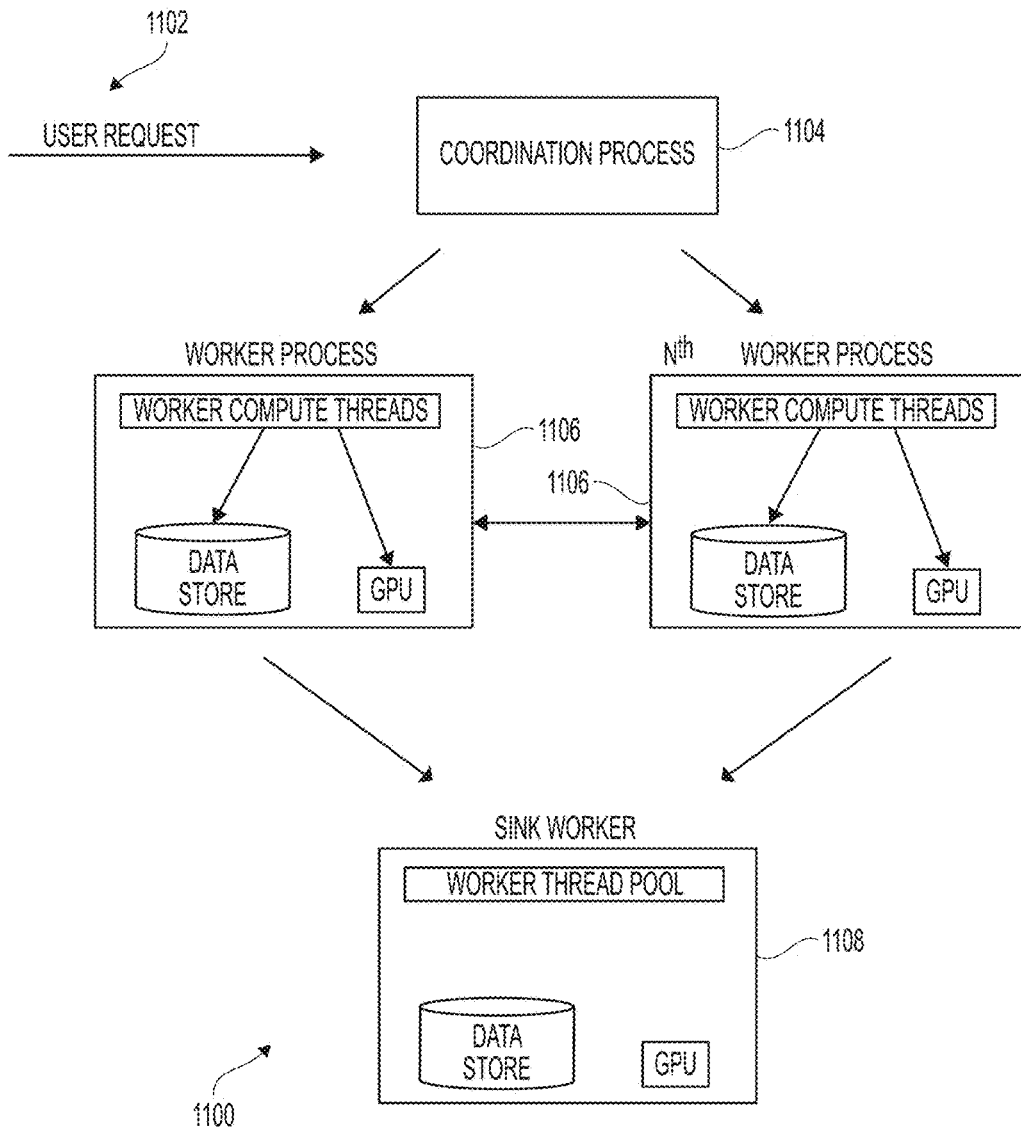 1102
USER REQUEST
COORDINATION PROCESS
1104
WORKER PROCESS
Nth WORKER PROCESS
WORKER COMPUTE THREADS
WORKER COMPUTE THREADS
1106
1106
DATA
STORE
GPU
DATA
STORE
GPU
SINK WORKER
WORKER THREAD POOL
1108
DATA
STORE
GPU
1100